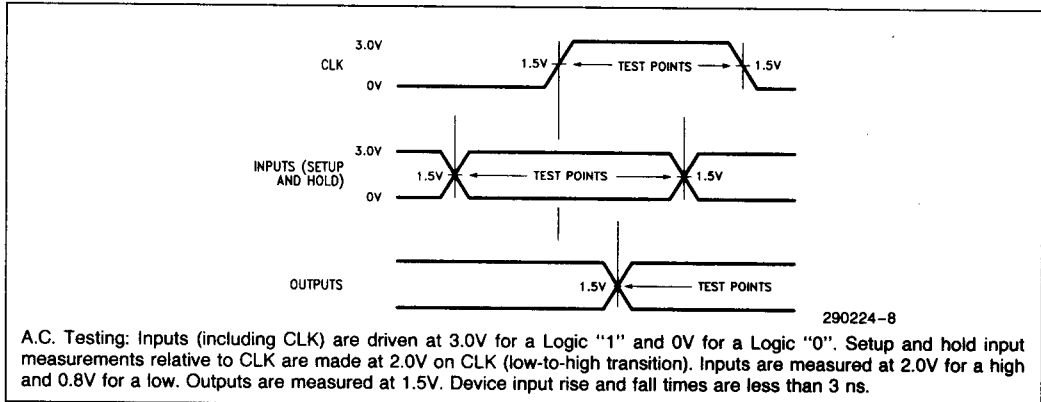 3.0V
CLK
1.5V
TEST POINTS
1.5V
0V
3.0V
INPUTS (SETUP
AND HOLD)
1.5V
TEST POINTS
1.5V
0V
OUTPUTS
1.5V
TEST POINTS
290224-8
A.C. Testing: Inputs (including CLK) are driven at 3.0V for a Logic "1" and 0V for a Logic "0". Setup and hold input
measurements relative to CLK are made at 2.0V on CLK (low-to-high transition). Inputs are measured at 2.0V for a high
and 0.8V for a low. Outputs are measured at 1.5V. Device input rise and fall times are less than 3 ns.